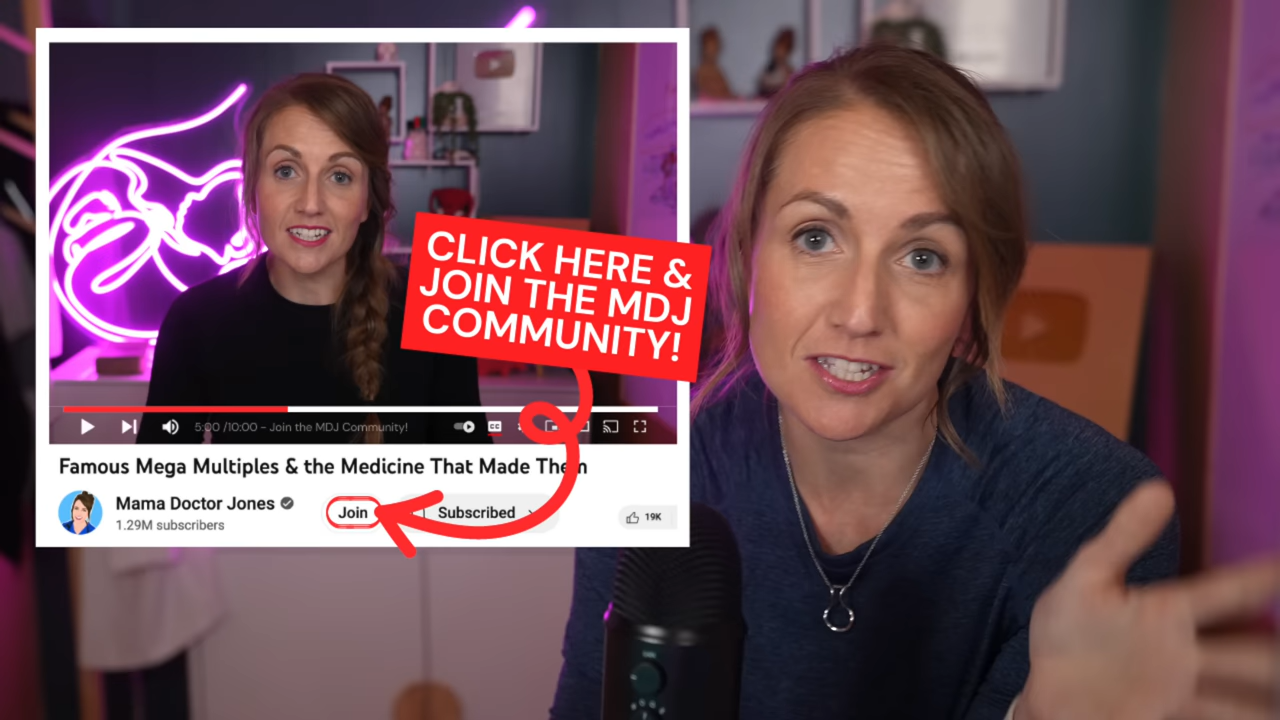 CLICK HERE &
JOIN THE MDJ
COMMUNITY!
5:00 /10:00 – Join the MDJ Community!
CC
Famous Mega Multiples & the Medicine That Made Them
Mama Doctor Jones
1.29M subscribers
Join
Subscribed
19K